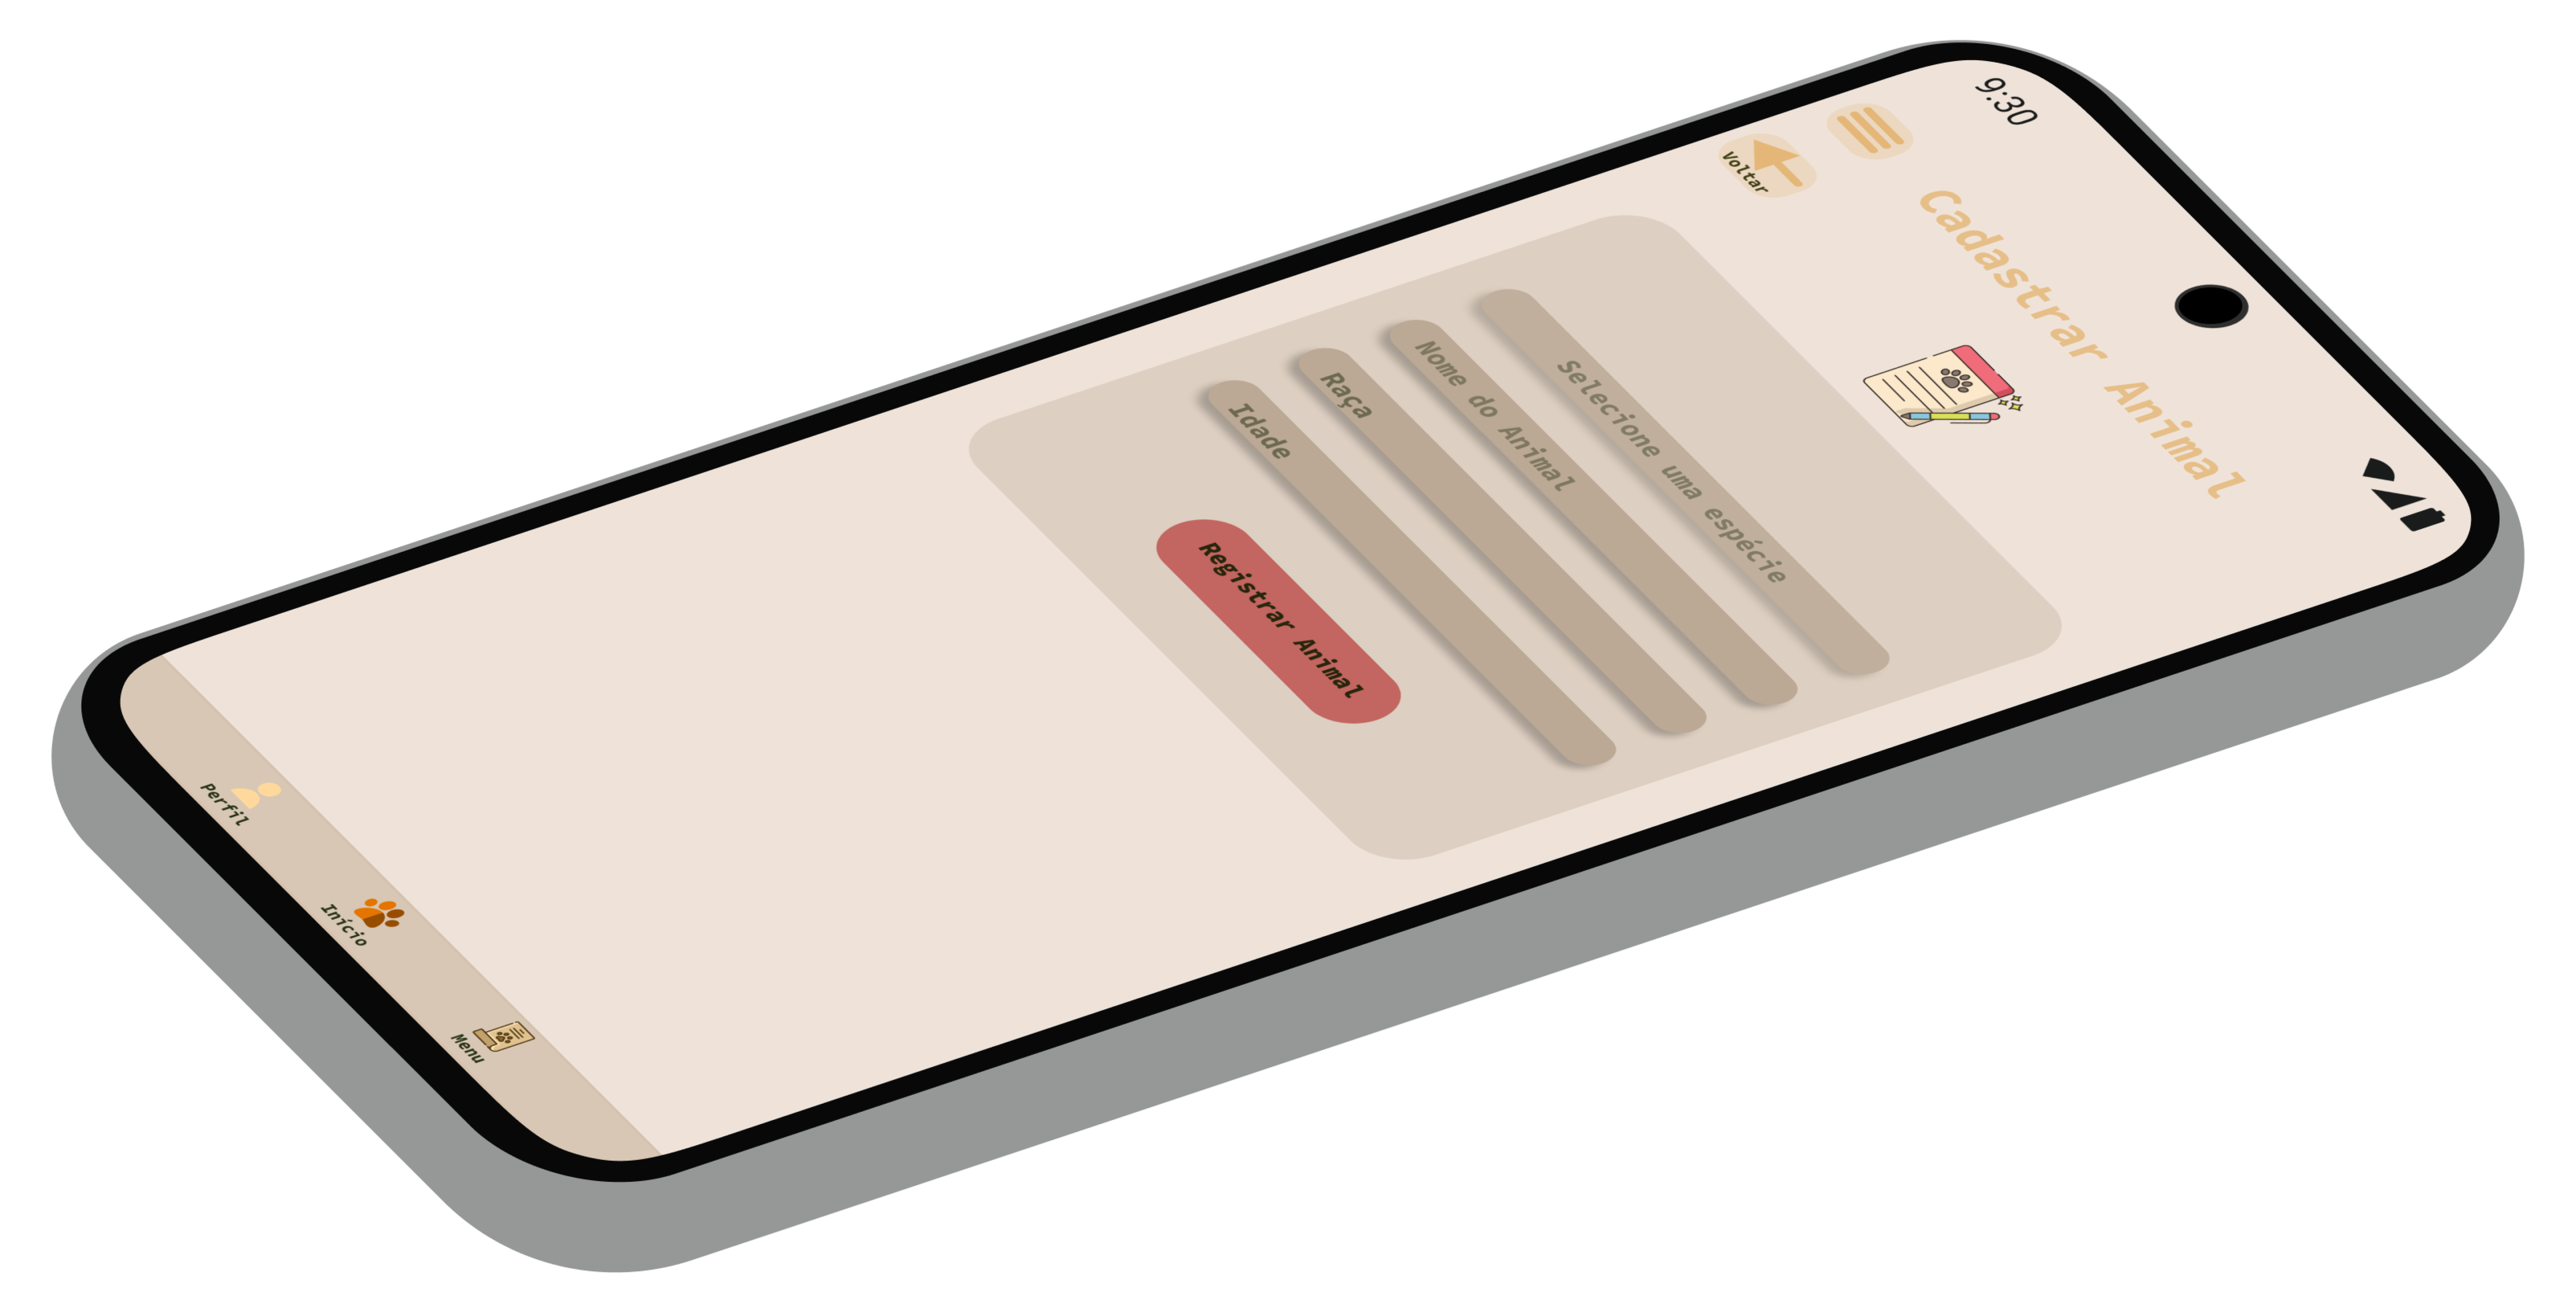 9:30
Cadastrar Animal
Voltar
Selecione uma espécie
Nome do Animal
Raça
Idade
Registrar Animal
Perfil
Início
Menu